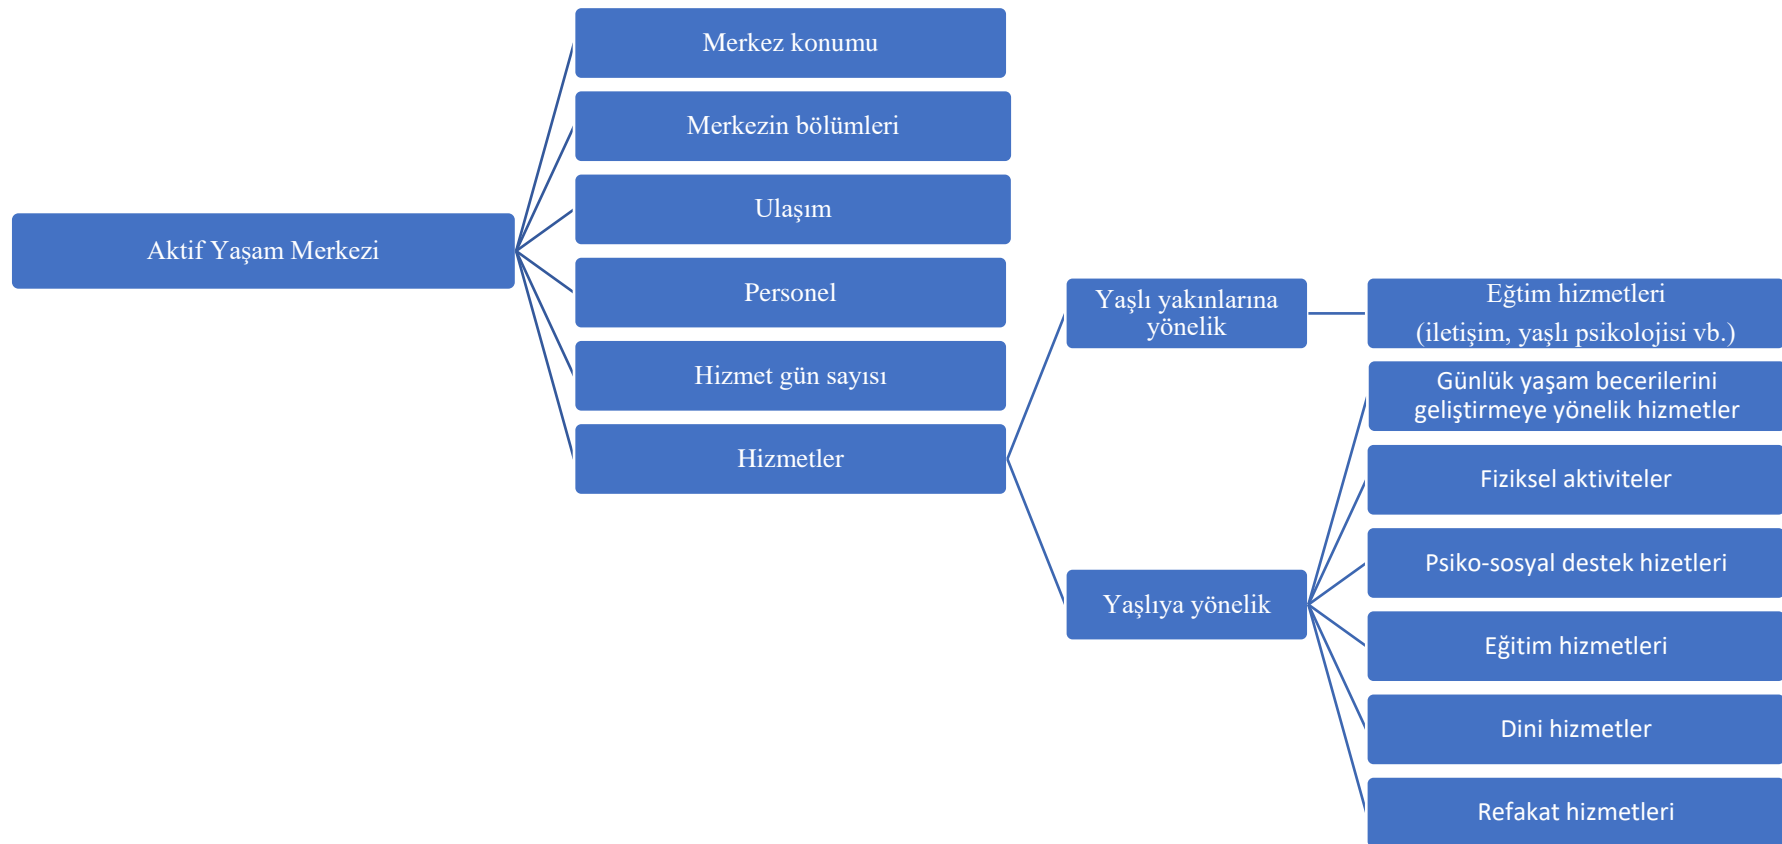 Merkez konumu
Merkezin bölümleri
Ulaşım
Aktif Yaşam Merkezi
Personel
Hizmet gün sayısı
Hizmetler
Yaşlı yakınlarına
yönelik
Eğtim hizmetleri
(iletişim, yaşlı psikolojisi vb.)
Yaşlıya yönelik
Günlük yaşam becerilerini
geliştirmeye yönelik hizmetler
Fiziksel aktiviteler
Psiko-sosyal destek hizetleri
Eğitim hizmetleri
Dini hizmetler
Refakat hizmetleri